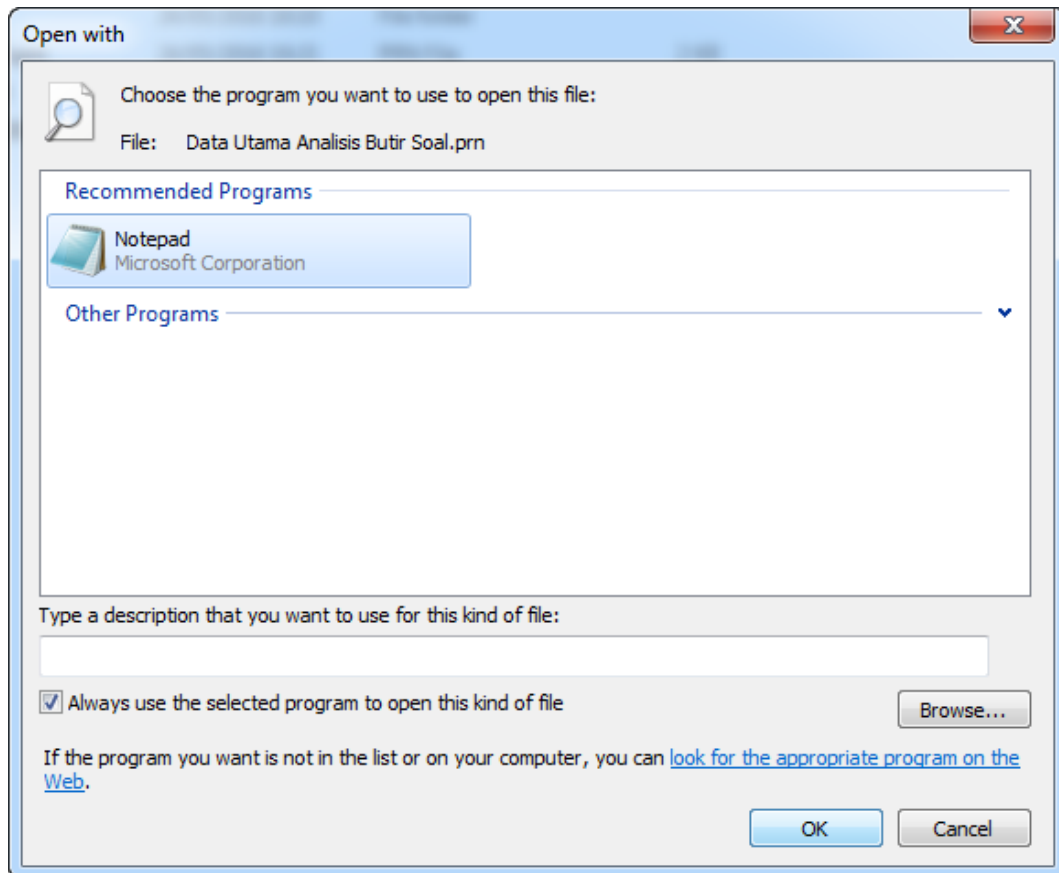 Open with
Choose the program you want to use to open this file:
File: Data Utama Analisis Butir Soal.prn
Recommended Programs
Notepad
Microsoft Corporation
Other Programs
Type a description that you want to use for this kind of file:
Always use the selected program to open this kind of file
Browse...
If the program you want is not in the list or on your computer, you can look for the appropriate program on the
Web.
OK Cancel